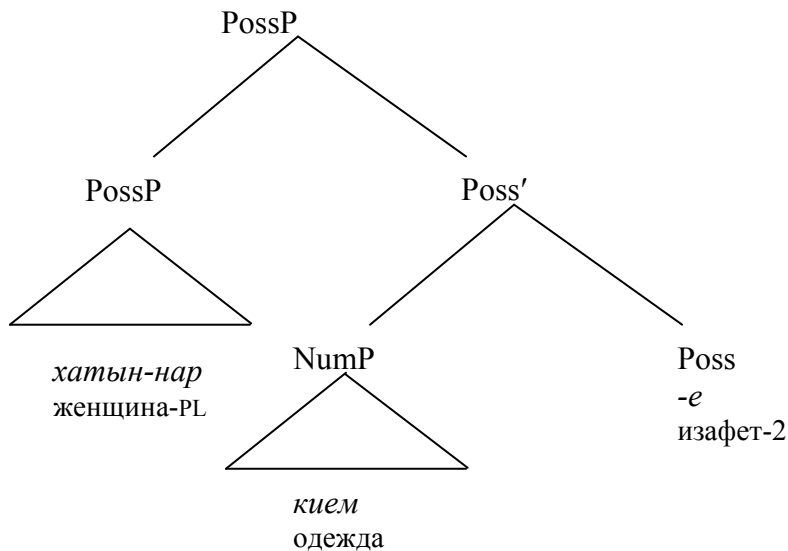 PossP
PossP Poss′
NumP Poss
хатын-нар -е
женщина-PL изафет-2
кием
одежда